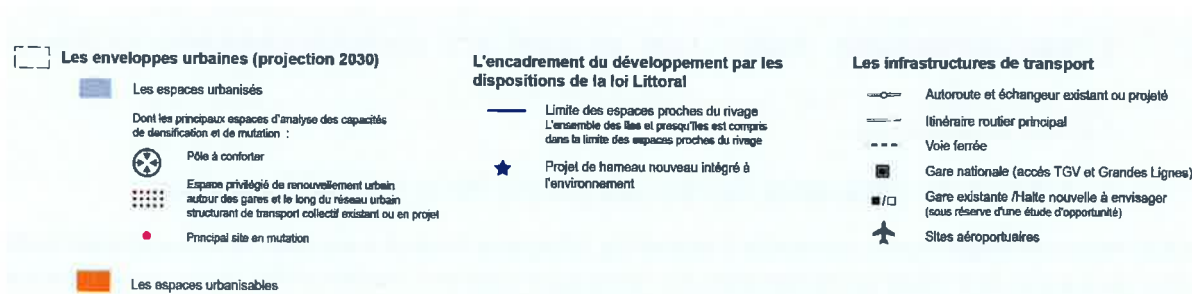 Les enveloppes urbaines (projection 2030)
Les espaces urbanisés
Dont les principaux espaces d'analyse des capacités
de densification et de mutation :
Pôle à conforter
Espace privilégié de renouvellement urbain
autour des gares et le long du réseau urbain
structurant de transport collectif existant ou en projet
Principal site en mutation
Les espaces urbanisables
L'encadrement du développement par les
dispositions de la loi Littoral
Limite des espaces proches du rivage
L'ensemble des îles et presqu'îles est compris
dans la limite des espaces proches du rivage
Projet de hameau nouveau intégré à
l'environnement
Les infrastructures de transport
Autoroute et échangeur existant ou projeté
Itinéraire routier principal
Voie ferrée
Gare nationale (accès TGV et Grandes Lignes)
Gare existante /Halte nouvelle à envisager
(sous réserve d'une étude d'opportunité)
Sites aéroportuaires